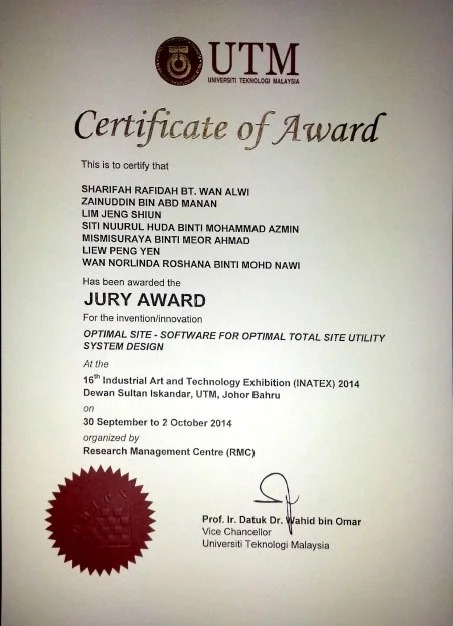 UTM
UNIVERSITI TEKNOLOGI MALAYSIA
Certificate of Award
This is to certify that
SHARIFAH RAFIDAH BT. WAN ALWI
ZAINUDDIN BIN ABD MANAN
LIM JENG SHIUN
SITI NUURUL HUDA BINTI MOHAMMAD AZMIN
MISMISURAYA BINTI MEOR AHMAD
LIEW PENG YEN
WAN NORLINDA ROSHANA BINTI MOHD NAWI
Has been awarded the
JURY AWARD
For the invention/innovation
OPTIMAL SITE - SOFTWARE FOR OPTIMAL TOTAL SITE UTILITY
SYSTEM DESIGN
At the
16th Industrial Art and Technology Exhibition (INATEX) 2014
Dewan Sultan Iskandar, UTM, Johor Bahru
on
30 September to 2 October 2014
organized by
Research Management Centre (RMC)
Prof. Ir. Datuk Dr. Wahid bin Omar
Vice Chancellor
Universiti Teknologi Malaysia